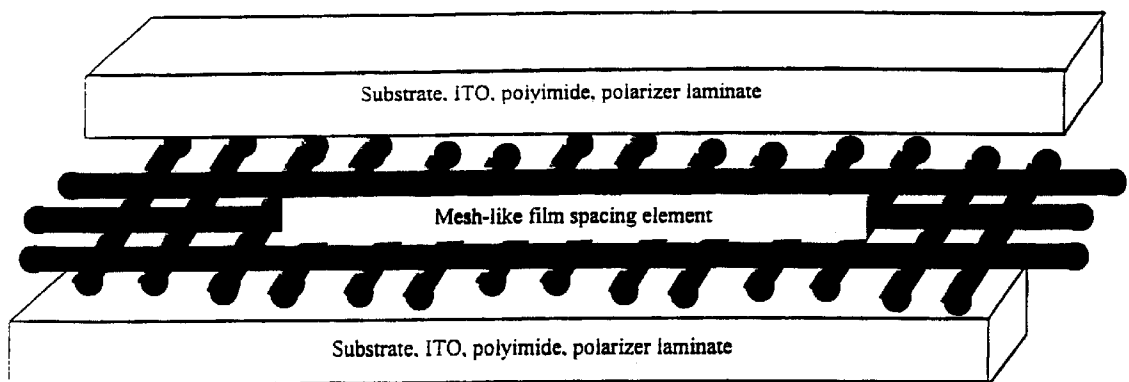 Substrate, ITO, polyimide, polarizer laminate
Mesh-like film spacing element
Substrate, ITO, polyimide, polarizer laminate